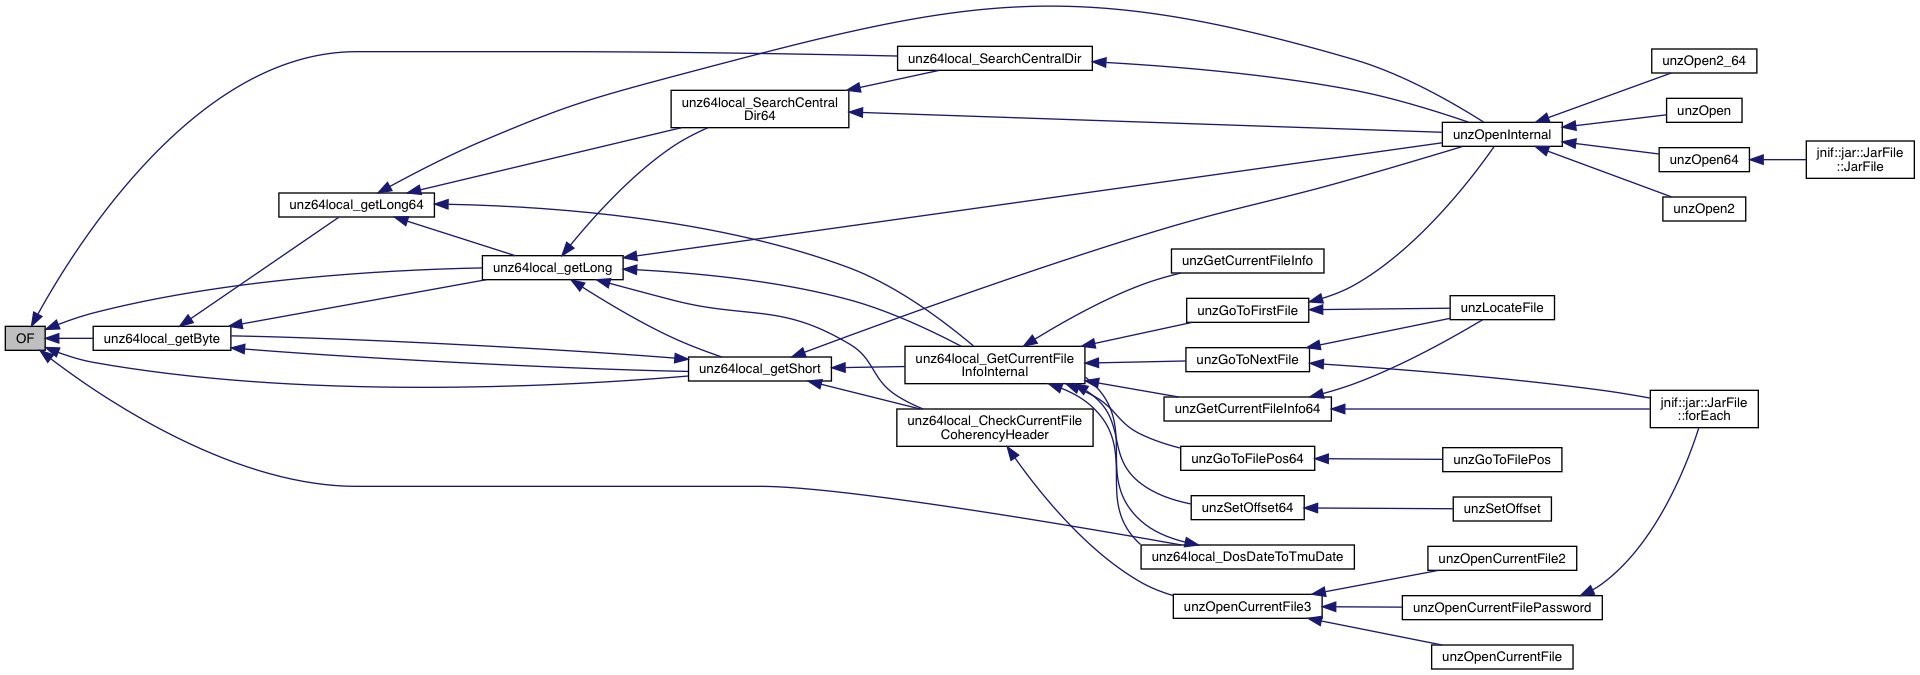 OF
unz64local_getByte
unz64local_getLong64
unz64local_getLong
unz64local_SearchCentral
Dir64
unz64local_getShort
unz64local_SearchCentralDir
unz64local_GetCurrentFile
InfoInternal
unz64local_CheckCurrentFile
CoherencyHeader
unzGetCurrentFileInfo
unzGoToFirstFile
unzGoToNextFile
unzGetCurrentFileInfo64
unzGoToFilePos64
unzSetOffset64
unz64local_DosDateToTmuDate
unzOpenCurrentFile3
unzOpenInternal
unzLocateFile
unzGoToFilePos
unzSetOffset
unzOpenCurrentFile2
unzOpenCurrentFilePassword
unzOpenCurrentFile
unzOpen2_64
unzOpen
unzOpen64
unzOpen2
jnif::jar::JarFile
::forEach
jnif::jar::JarFile
::JarFile